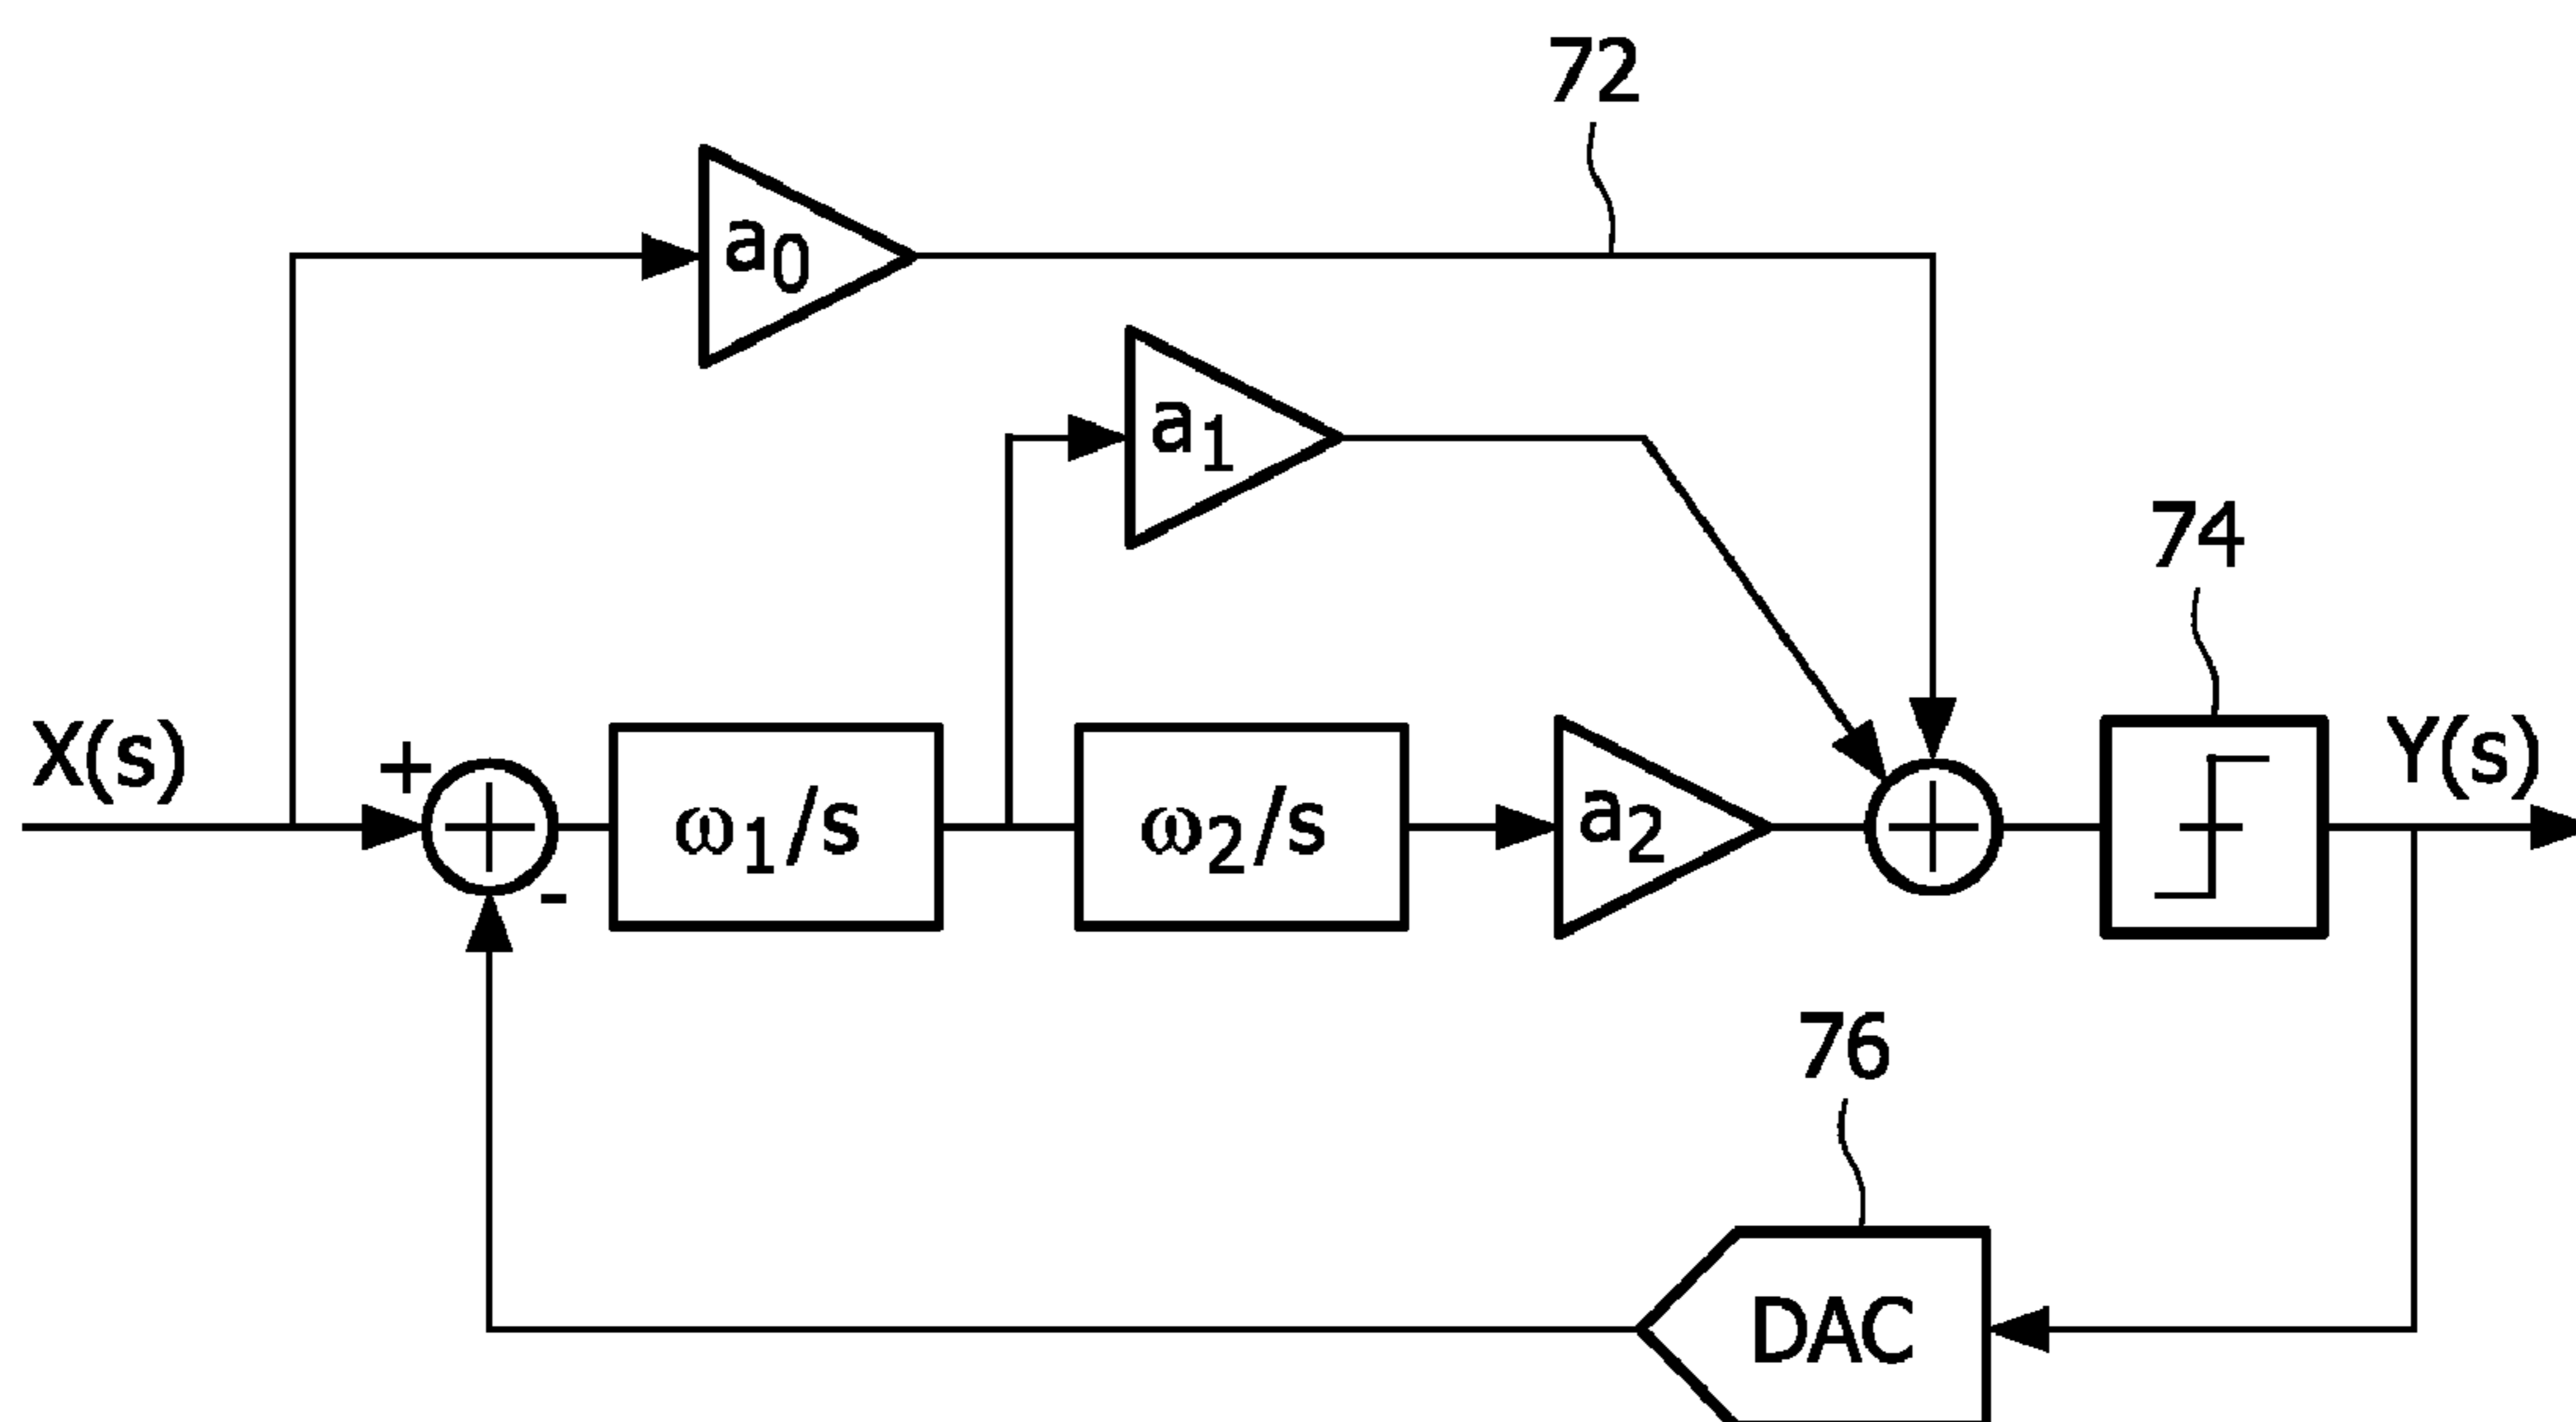 72
a₀
a₁
74
X(s)
+
-
ω₁/s
ω₂/s
a₂
Y(s)
76
DAC